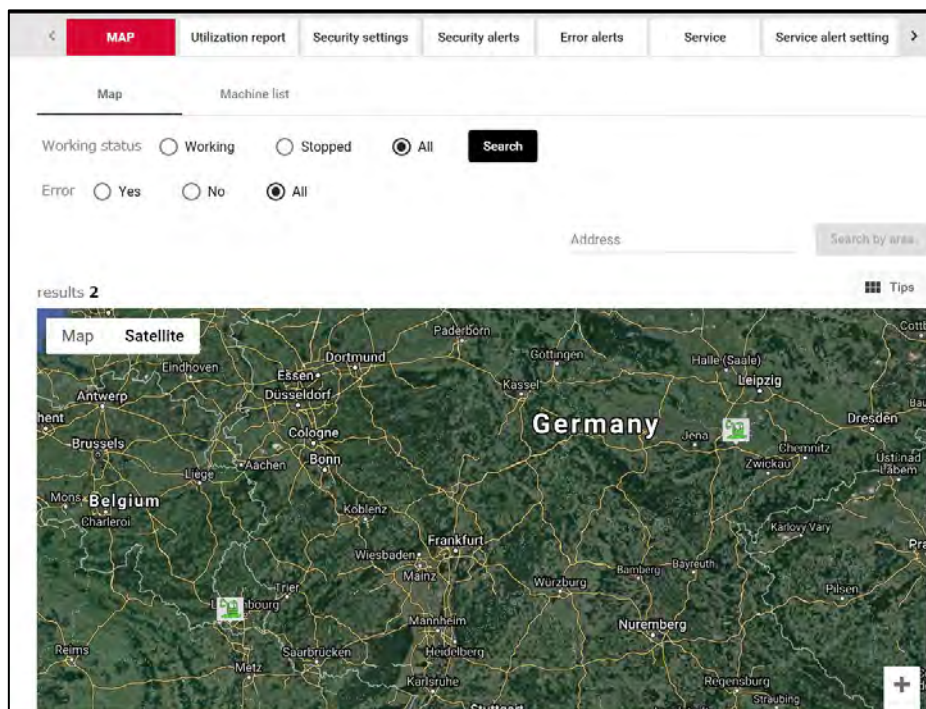 MAP Utilization report Security settings Security alerts Error alerts Service Service alert setting
Map Machine list
Working status Working Stopped All Search
Error Yes No All
Address Search by area
results 2 Tips
Map Satellite
Paderborn
Dortmund Göttingen Halle (Saale)
Eindhoven Essen Kassel Leipzig
Antwerp Düsseldorf
Germany Dresden
Brussels Cologne Jena Chemnitz
Aachen Bonn Zwickau Ústí nad
Liege Labem
Mons Belgium
Charleroi Koblenz Karlovy Vary
Frankfurt
Wiesbaden
Mainz Bamberg Bayreuth
Trier Würzburg Pilsen
Mannheim Nuremberg
Reims Saarbrücken Heidelberg
Metz
Karlsruhe Regensburg
Stuttgart Straubing